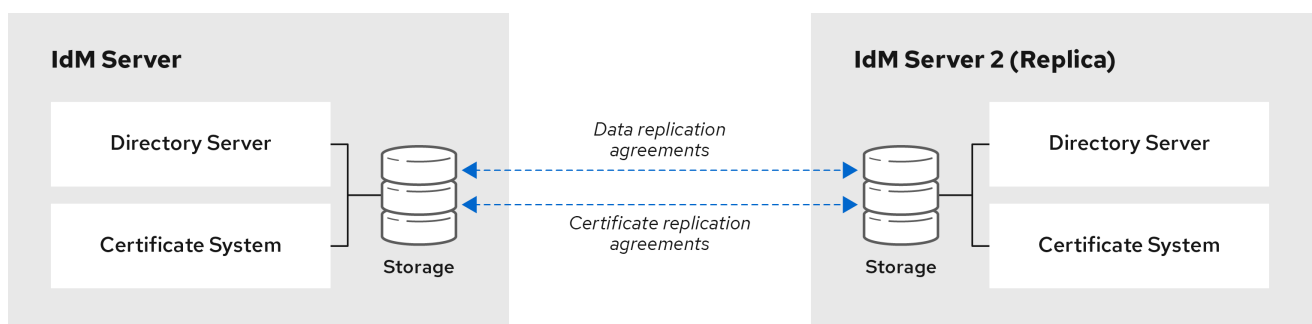 IdM Server
Directory Server
Certificate System
Storage
Data replication
agreements
Certificate replication
agreements
IdM Server 2 (Replica)
Storage
Directory Server
Certificate System